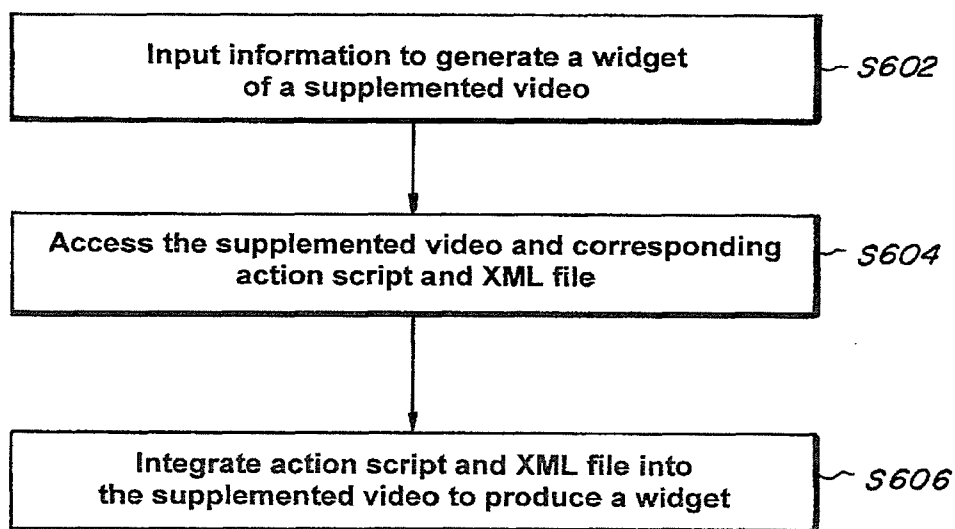 Input information to generate a widget
of a supplemented video
S602
Access the supplemented video and corresponding
action script and XML file
S604
Integrate action script and XML file into
the supplemented video to produce a widget
S606